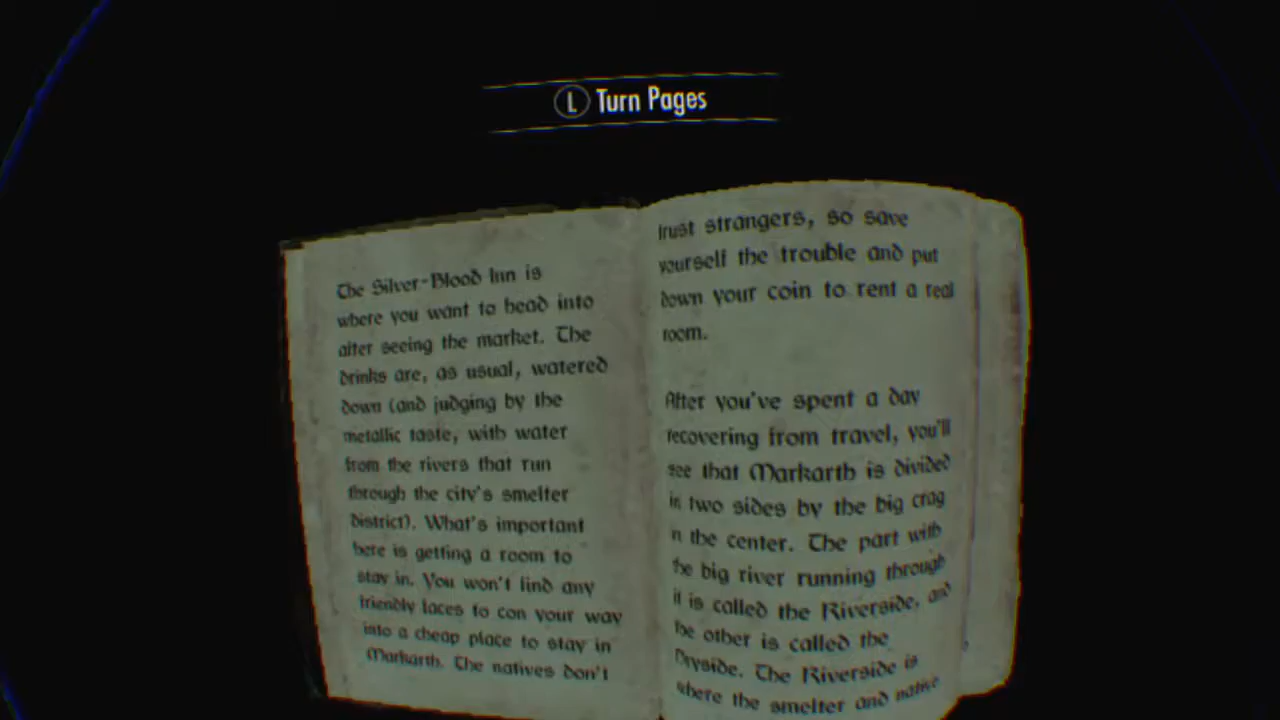 L Turn Pages
The Silver-Blood Inn is
where you want to head into
after seeing the market. The
drinks are, as usual, watered
down (and judging by the
metallic taste, with water
from the rivers that run
through the city's smelter
district). What's important
here is getting a room to
stay in. You won't find any
friendly faces to con your way
into a cheap place to stay in
Markarth. The natives don't
trust strangers, so save
yourself the trouble and put
down your coin to rent a real
room.
After you've spent a day
recovering from travel, you'll
see that Markarth is divided
in two sides by the big crag
in the center. The part with
the big river running through
it is called the Riverside, and
the other is called the
Dryside. The Riverside is
where the smelter and native